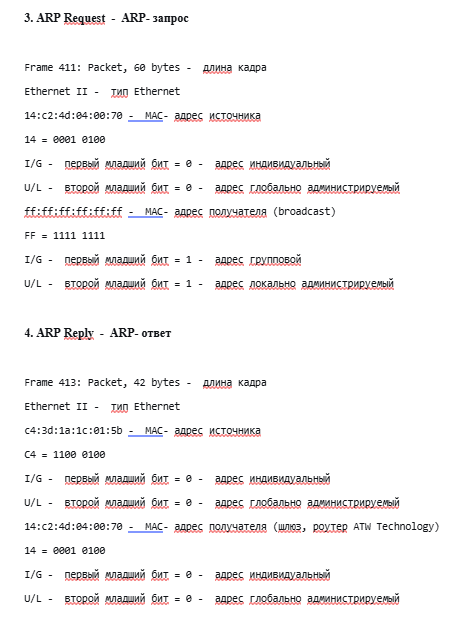 3. ARP Request - ARP- запрос
Frame 411: Packet, 60 bytes - длина кадра
Ethernet II - тип Ethernet
14:c2:4d:04:00:70 - MAC- адрес источника
14 = 0001 0100
I/G - первый младший бит = 0 - адрес индивидуальный
U/L - второй младший бит = 0 - адрес глобально администрируемый
ff:ff:ff:ff:ff:ff - MAC- адрес получателя (broadcast)
FF = 1111 1111
I/G - первый младший бит = 1 - адрес групповой
U/L - второй младший бит = 1 - адрес локально администрируемый
4. ARP Reply - ARP- ответ
Frame 413: Packet, 42 bytes - длина кадра
Ethernet II - тип Ethernet
c4:3d:1a:1c:01:5b - MAC- адрес источника
C4 = 1100 0100
I/G - первый младший бит = 0 - адрес индивидуальный
U/L - второй младший бит = 0 - адрес глобально администрируемый
14:c2:4d:04:00:70 - MAC- адрес получателя (шлюз, роутер ATW Technology)
14 = 0001 0100
I/G - первый младший бит = 0 - адрес индивидуальный
U/L - второй младший бит = 0 - адрес глобально администрируемый